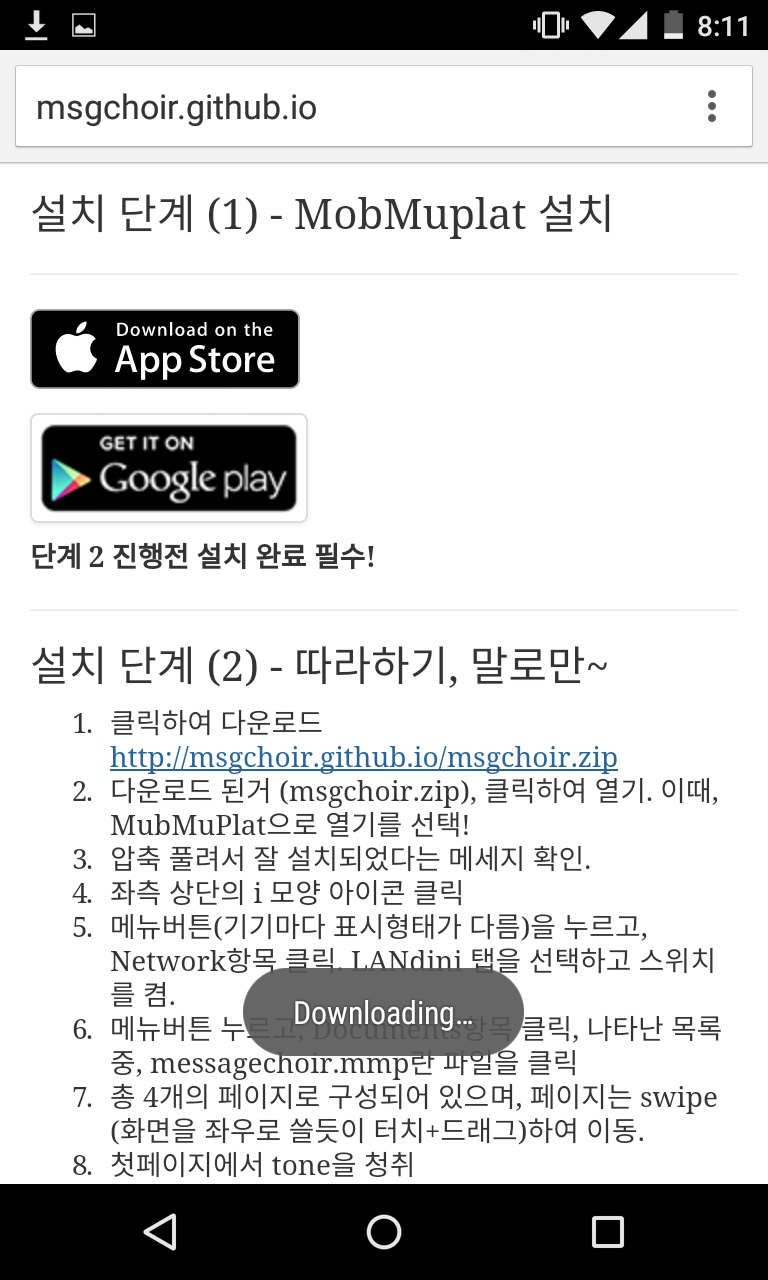 8:11
msgchoir.github.io
설치 단계 (1) - MobMuplat 설치
Download on the
App Store
GET IT ON
Google play
단계 2 진행전 설치 완료 필수!
설치 단계 (2) - 따라하기, 말로만~
1. 클릭하여 다운로드
http://msgchoir.github.io/msgchoir.zip
2. 다운로드 된거 (msgchoir.zip), 클릭하여 열기. 이때,
MubMuPlat으로 열기를 선택!
3. 압축 풀려서 잘 설치되었다는 메세지 확인.
4. 좌측 상단의 i 모양 아이콘 클릭
5. 메뉴버튼(기기마다 표시형태가 다름)을 누르고,
Network항목 클릭. LANdini 탭을 선택하고 스위치
를 켬.
Downloading...
6. 메뉴버튼 누르고, Documents항목 클릭, 나타난 목록
중, messagechoir.mmp란 파일을 클릭
7. 총 4개의 페이지로 구성되어 있으며, 페이지는 swipe
(화면을 좌우로 쓸듯이 터치+드래그)하여 이동.
8. 첫페이지에서 tone을 청취